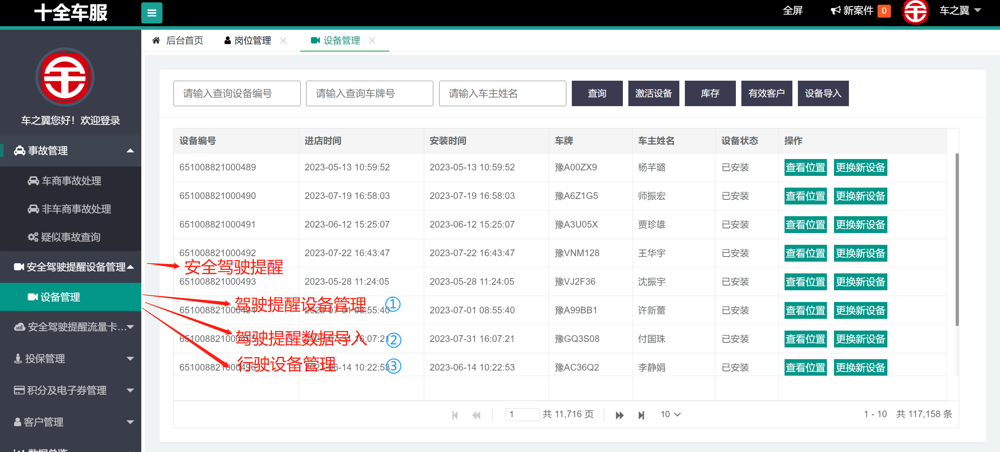 十全车服
全屏
新案件 0
车之翼
后台首页
岗位管理
设备管理
车之翼您好！欢迎登录
请输入查询设备编号
请输入查询车牌号
请输入车主姓名
查询
激活设备
库存
有效客户
设备导入
事故管理
车商事故处理
非车商事故处理
疑似事故查询
安全驾驶提醒设备管理
设备管理
安全驾驶提醒流量卡...
投保管理
积分及电子券管理
客户管理
数据总览
设备编号 进店时间 安装时间 车牌 车主姓名 设备状态 操作
651008821000489 2023-05-13 10:59:52 2023-05-13 10:59:52 豫A00ZX9 杨芊璐 已安装 查看位置 更换新设备
651008821000490 2023-07-19 16:58:03 2023-07-19 16:58:03 豫A6Z1G5 师振宏 已安装 查看位置 更换新设备
651008821000491 2023-06-12 15:25:07 2023-06-12 15:25:07 豫A3U05X 贾珍雄 已安装 查看位置 更换新设备
651008821000492 2023-07-22 16:43:47 2023-07-22 16:43:47 豫VNM128 王华宇 已安装 查看位置 更换新设备
安全驾驶提醒
651008821000493 2023-05-28 11:24:05 2023-05-28 11:24:05 豫VJ2F36 沈振宇 已安装 查看位置 更换新设备
驾驶提醒设备管理 ①
651008821000494 2023-07-01 08:55:40 2023-07-01 08:55:40 豫A99BB1 许新蕾 已安装 查看位置 更换新设备
驾驶提醒数据导入 ②
651008821000495 2023-07-31 16:07:21 2023-07-31 16:07:21 豫GQ3S08 付国珠 已安装 查看位置 更换新设备
行驶设备管理 ③
651008821000496 2023-06-14 10:22:53 2023-06-14 10:22:53 豫AC36Q2 李静娟 已安装 查看位置 更换新设备
1 共 11,716 页 10 1 - 10 共 117,158 条